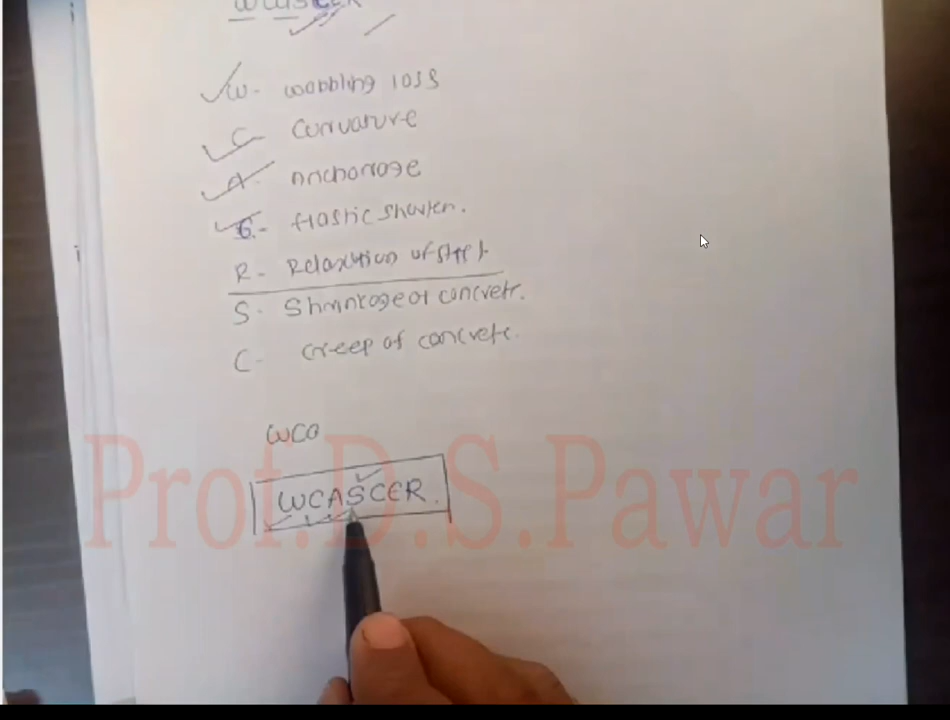 W- wobbling loss
C- Curvature
A- Anchorage
E- Elastic Shorten.
R- Relaxation of steel.
S- Shrinkage of concrete.
C- Creep of concrete.
WCA
WCASCER.
Prof.D.S.Pawar